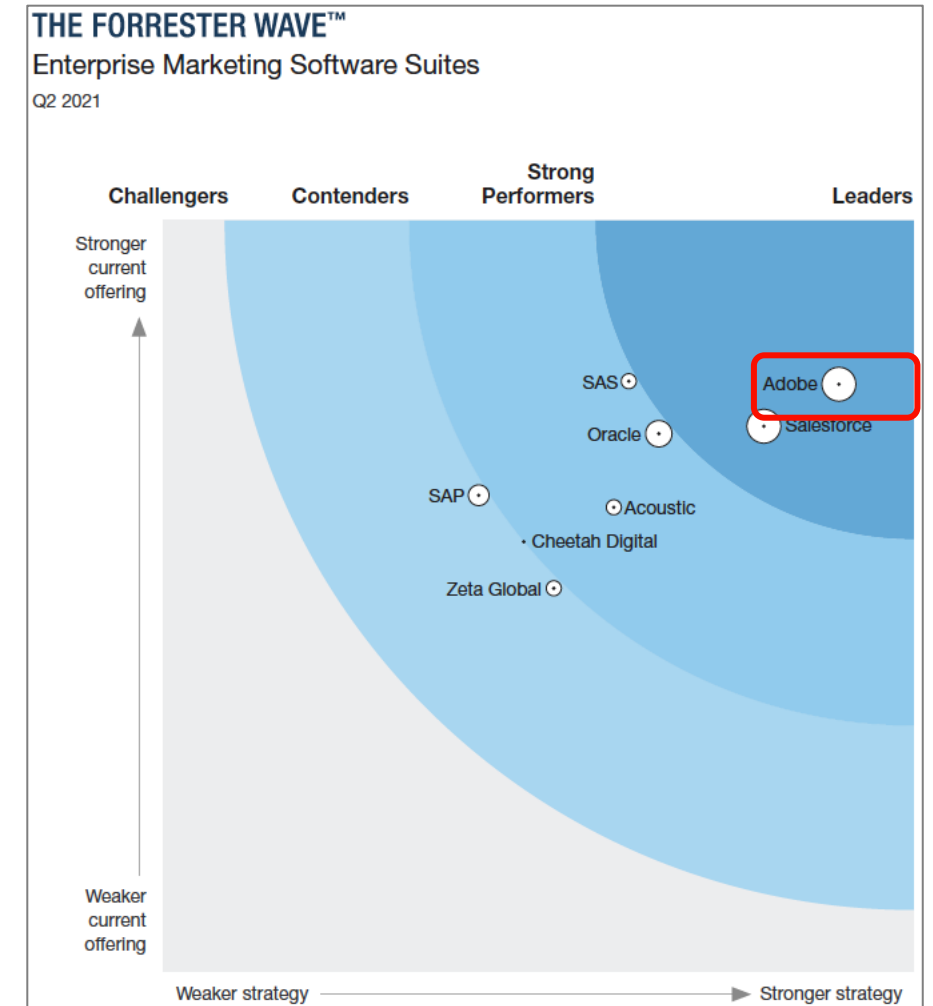 THE FORRESTER WAVE™
Enterprise Marketing Software Suites
Q2 2021
Challengers
Contenders
Strong
Performers
Leaders
Stronger
current
offering
SAS
Adobe
Salesforce
Oracle
SAP
Acoustic
Cheetah Digital
Zeta Global
Weaker
current
offering
Weaker strategy
Stronger strategy